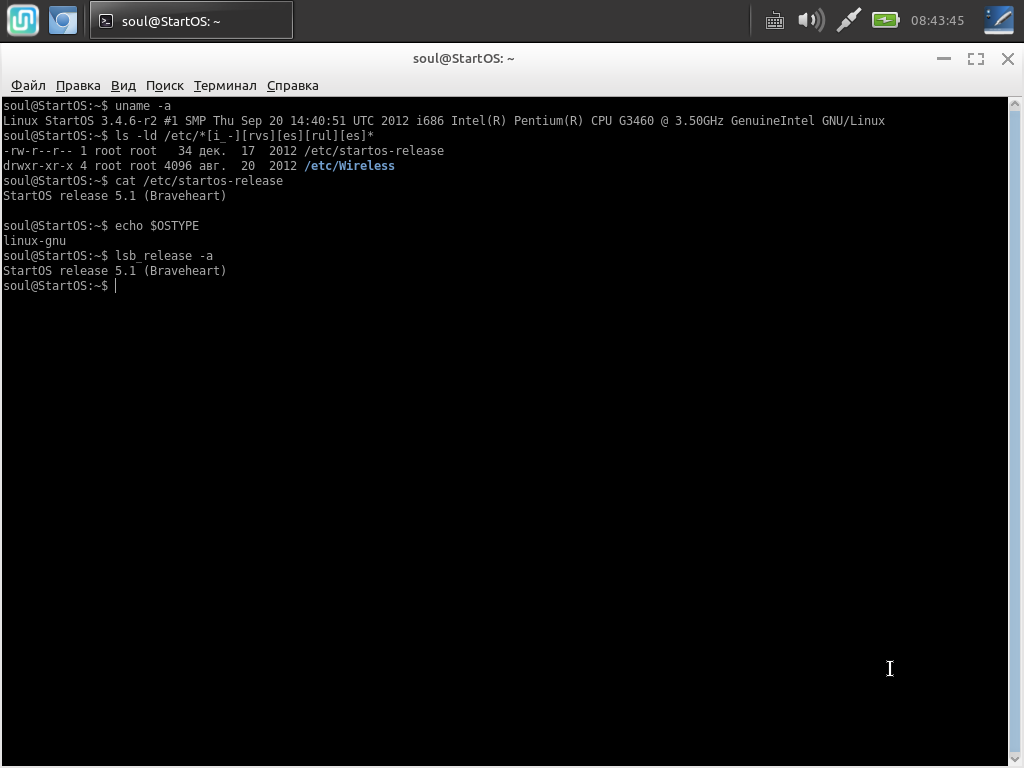 soul@StartOS: ~
08:43:45
soul@StartOS: ~
Файл Правка Вид Поиск Терминал Справка
soul@StartOS:~$ uname -a
Linux StartOS 3.4.6-r2 #1 SMP Thu Sep 20 14:40:51 UTC 2012 i686 Intel(R) Pentium(R) CPU G3460 @ 3.50GHz GenuineIntel GNU/Linux
soul@StartOS:~$ ls -ld /etc/*[i_-][rvs][es][rul][es]*
-rw-r--r-- 1 root root   34 дек.  17  2012 /etc/startos-release
drwxr-xr-x 4 root root 4096 авг.  20  2012 /etc/Wireless
soul@StartOS:~$ cat /etc/startos-release
StartOS release 5.1 (Braveheart)
soul@StartOS:~$ echo $OSTYPE
linux-gnu
soul@StartOS:~$ lsb_release -a
StartOS release 5.1 (Braveheart)
soul@StartOS:~$